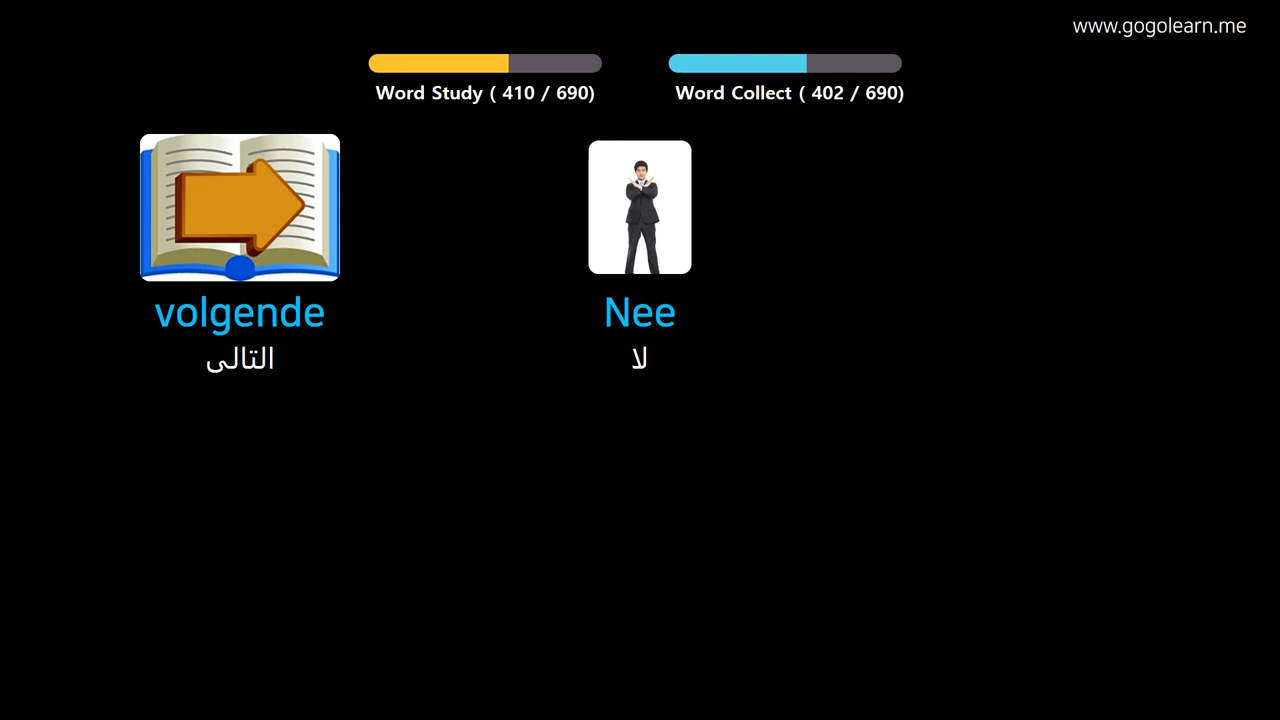 www.gogolearn.me
Word Study ( 410 / 690)
Word Collect ( 402 / 690)
volgende
التالى
Nee
لا